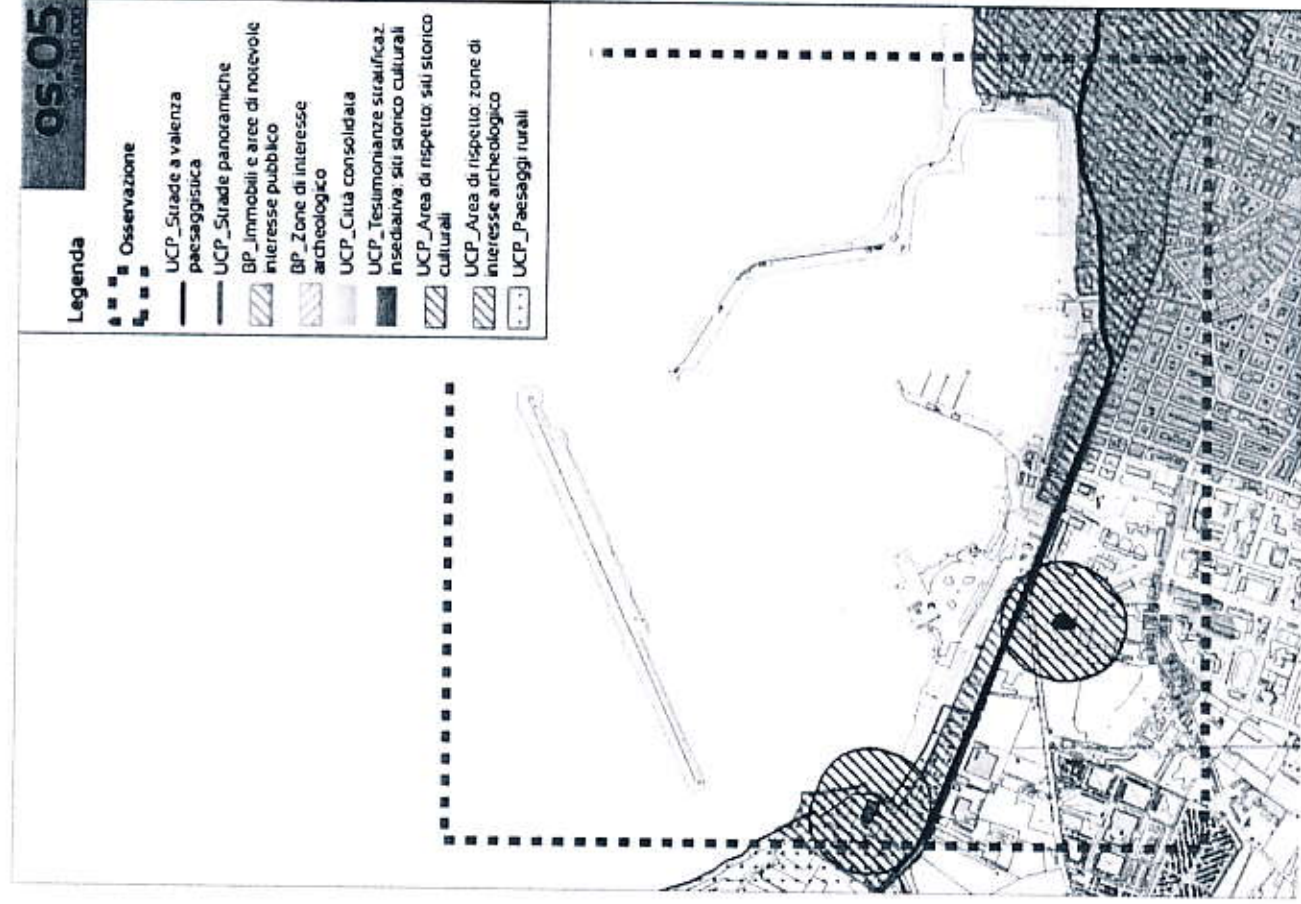 os.05
Legenda
Osservazione
UCP_Strade a valenza
paesaggistica
UCP_Strade panoramiche
BP_Immobili e aree di notevole
interesse pubblico
BP_Zone di interesse
archeologico
UCP_Città consolidata
UCP_Testimonianze stratificaz.
insediativa: siti storico culturali
UCP_Area di rispetto: siti storico
culturali
UCP_Area di rispetto: zone di
interesse archeologico
UCP_Paesaggi rurali